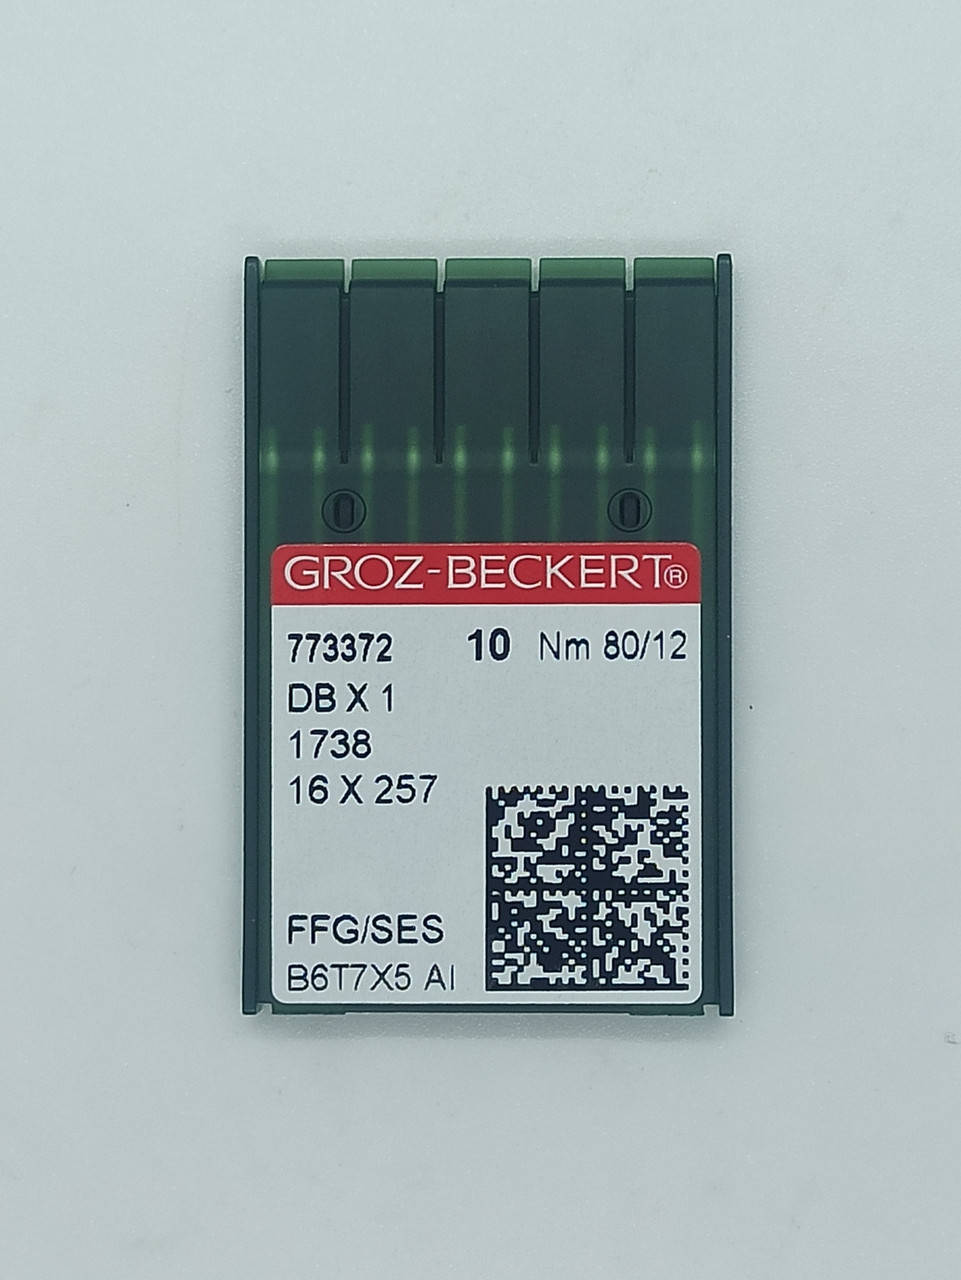 GROZ-BECKERT®
773372 10 Nm 80/12
DB X 1
1738
16 X 257
FFG/SES
B6T7X5 AI